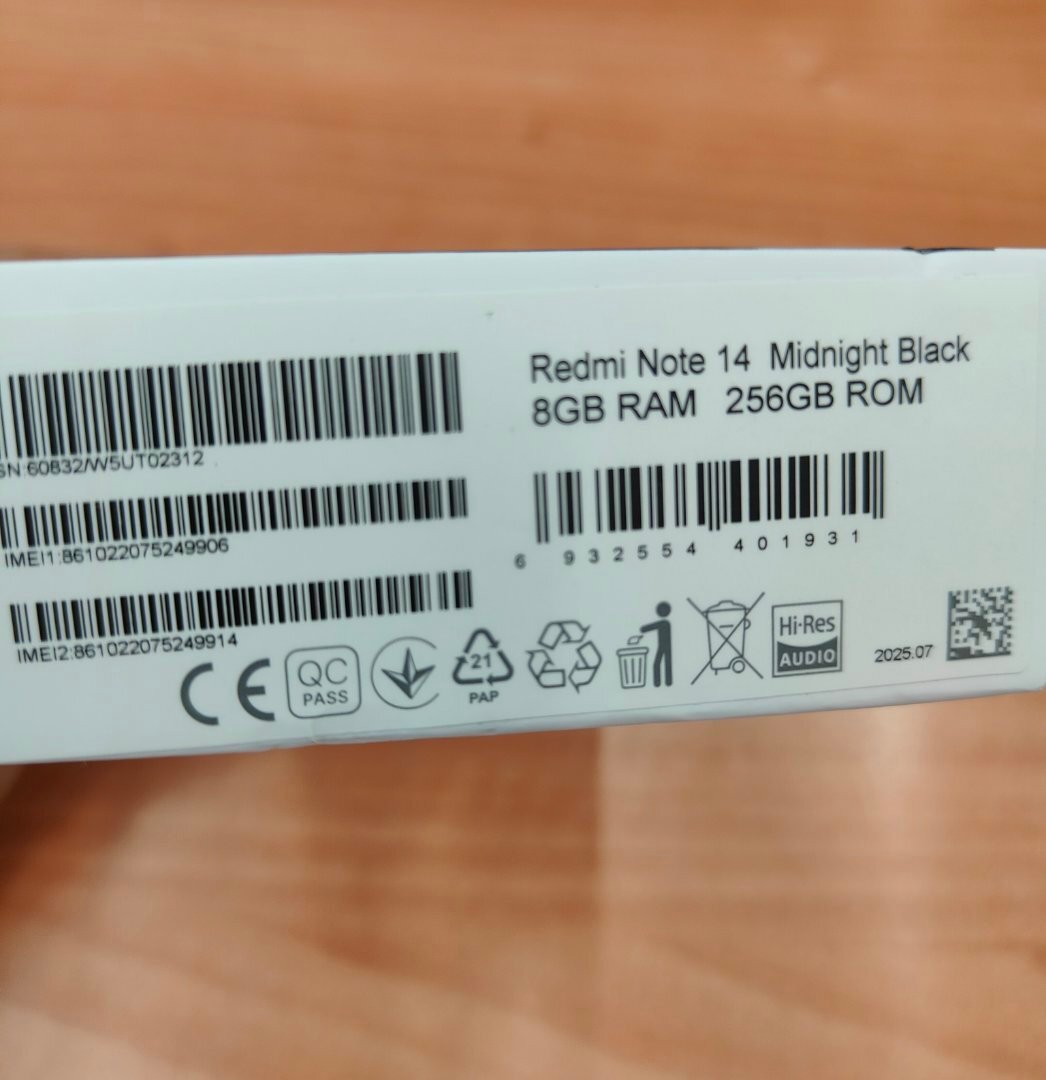 Redmi Note 14 Midnight Black
8GB RAM 256GB ROM
SN:60832/W5UT02312
IMEI1:861022075249906
IMEI2:861022075249914
6 932554 401931
CE
QC
PASS
21
PAP
Hi-Res
AUDIO
2025.07